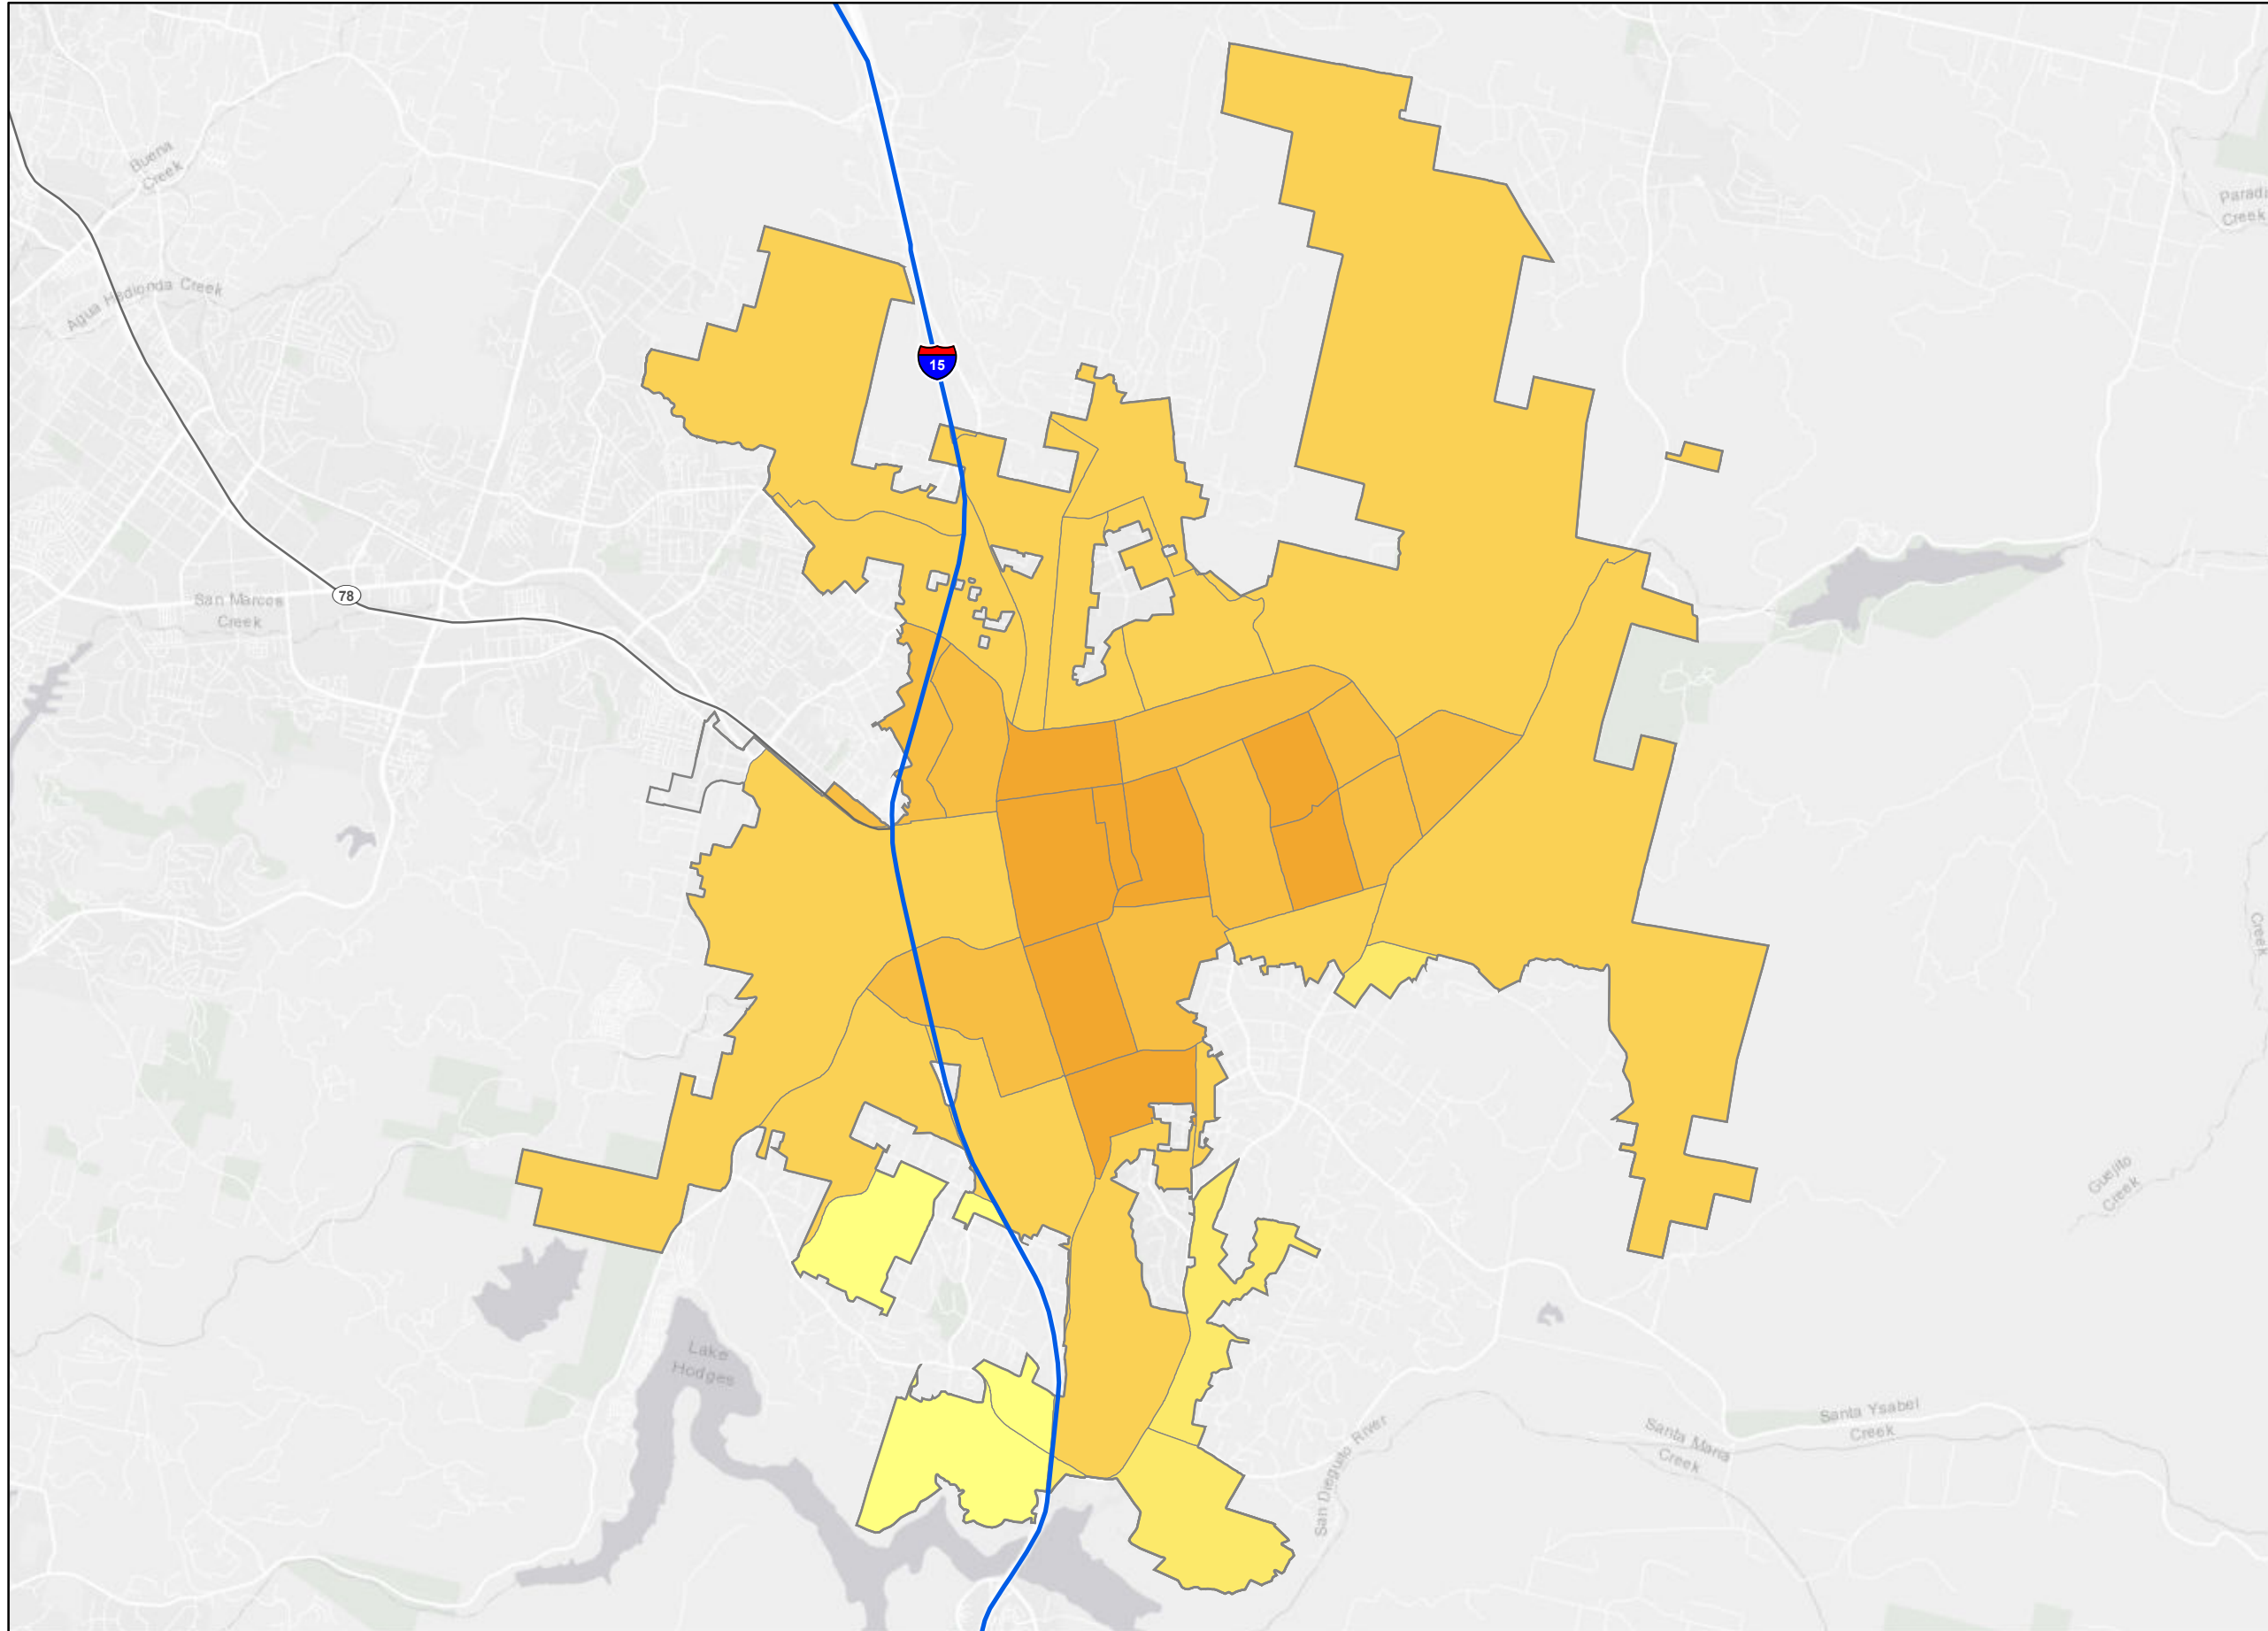 Buena
Creek
Paradi
Creek
Agua Hedionda Creek
15
San Marcos
Creek
78
Creek
Guejito
Creek
Lake
Hodges
San Dieguito River
Santa Maria
Creek
Santa Ysabel
Creek